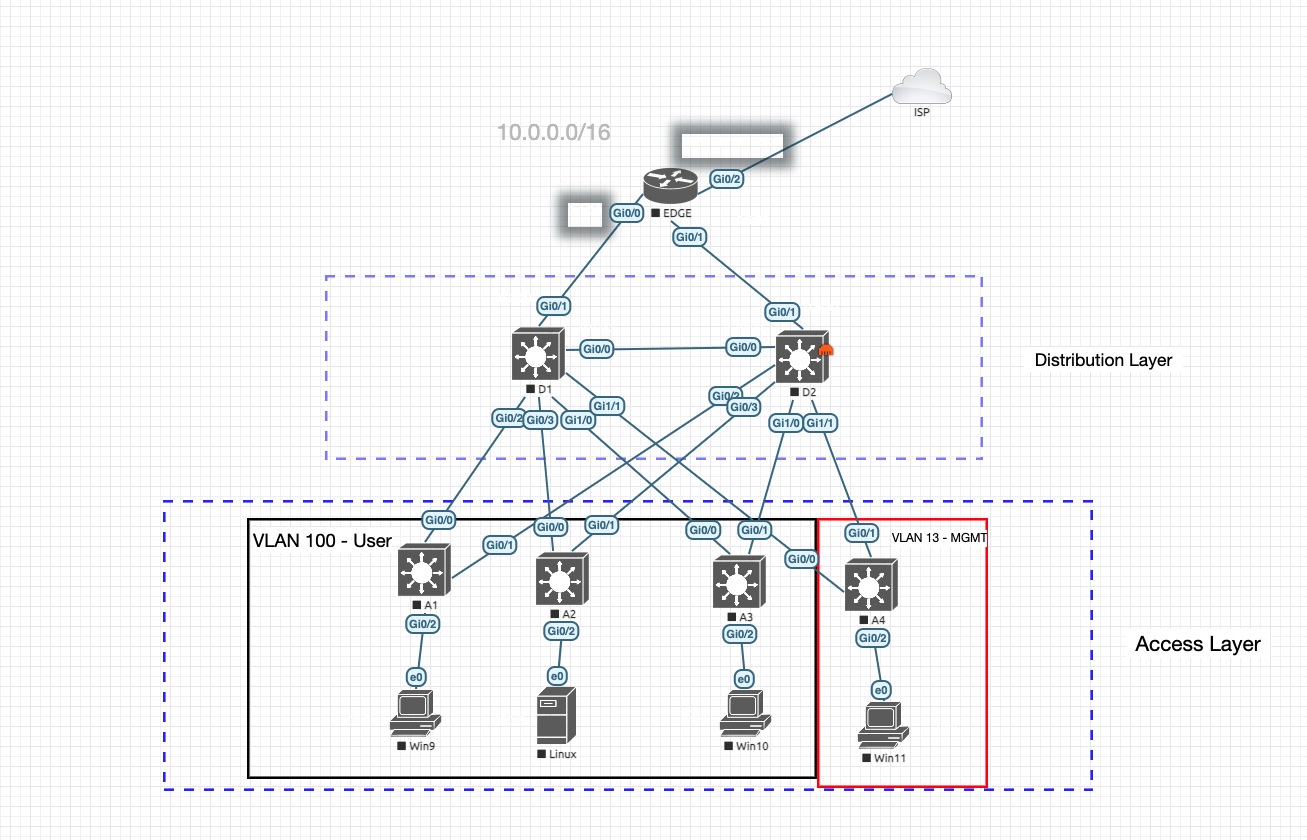 ISP
10.0.0.0/16
Gi0/2
Gi0/0
EDGE
Gi0/1
Gi0/1
Gi0/1
Gi0/0
Gi0/0
Distribution Layer
D1
D2
Gi0/2
Gi0/3
Gi1/0
Gi1/1
Gi0/2
Gi0/3
Gi1/0
Gi1/1
VLAN 100 - User
VLAN 13 - MGMT
Gi0/0
Gi0/1
Gi0/0
Gi0/1
Gi0/0
Gi0/1
Gi0/0
Gi0/1
A1
A2
A3
A4
Gi0/2
Gi0/2
Gi0/2
Gi0/2
Access Layer
e0
e0
e0
e0
Win9
Linux
Win10
Win11